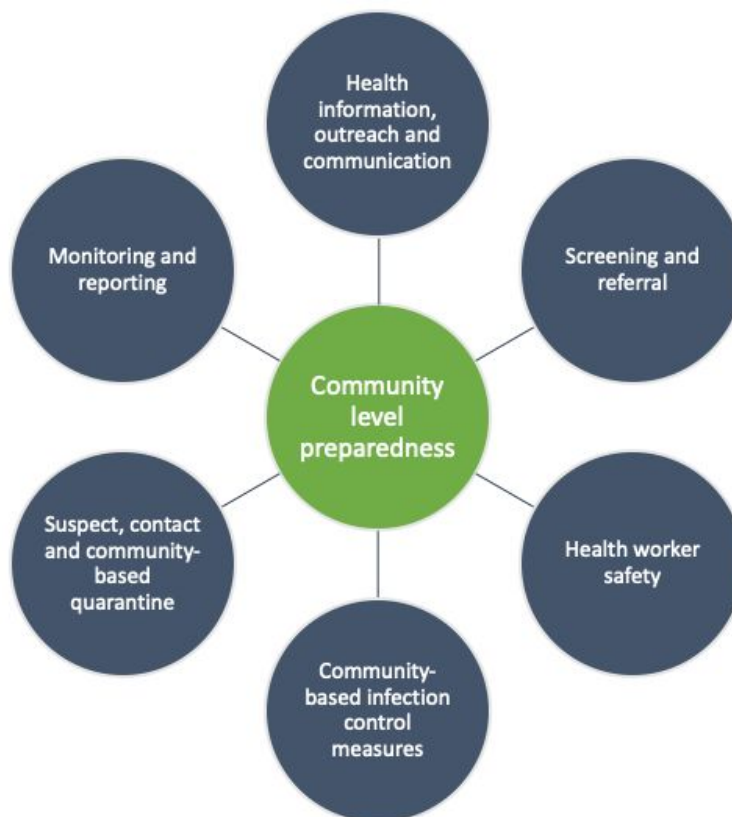 Health
information,
outreach and
communication
Screening and
referral
Health worker
safety
Community-
based infection
control
measures
Suspect, contact
and community-
based
quarantine
Monitoring and
reporting
Community
level
preparedness